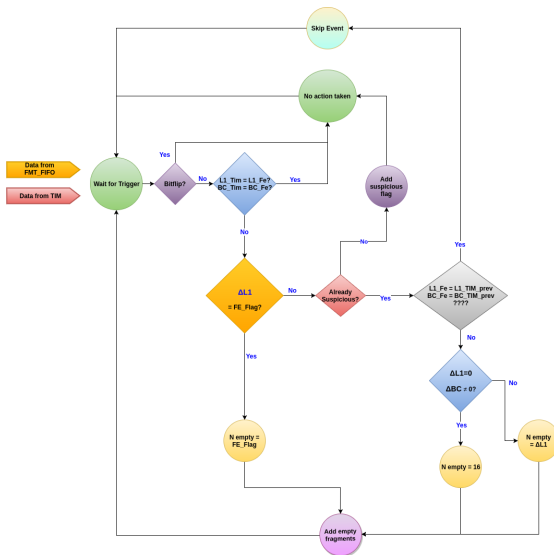 Skip Event
No action taken
Data from
FMT_FIFO
Data from TIM
Wait for Trigger
Yes
Bitflip?
No
L1_Tim = L1_Fe?
BC_Tim = BC_Fe?
Yes
Add
suspicious
flag
No
No
Yes
ΔL1
= FE_Flag?
No
Already
Suspicious?
Yes
L1_Fe = L1_TIM_prev
BC_Fe = BC_TIM_prev
????
No
Yes
ΔL1=0
ΔBC ≠ 0?
No
Yes
N empty =
FE_Flag
N empty
= ΔL1
N empty = 16
Add empty
fragments